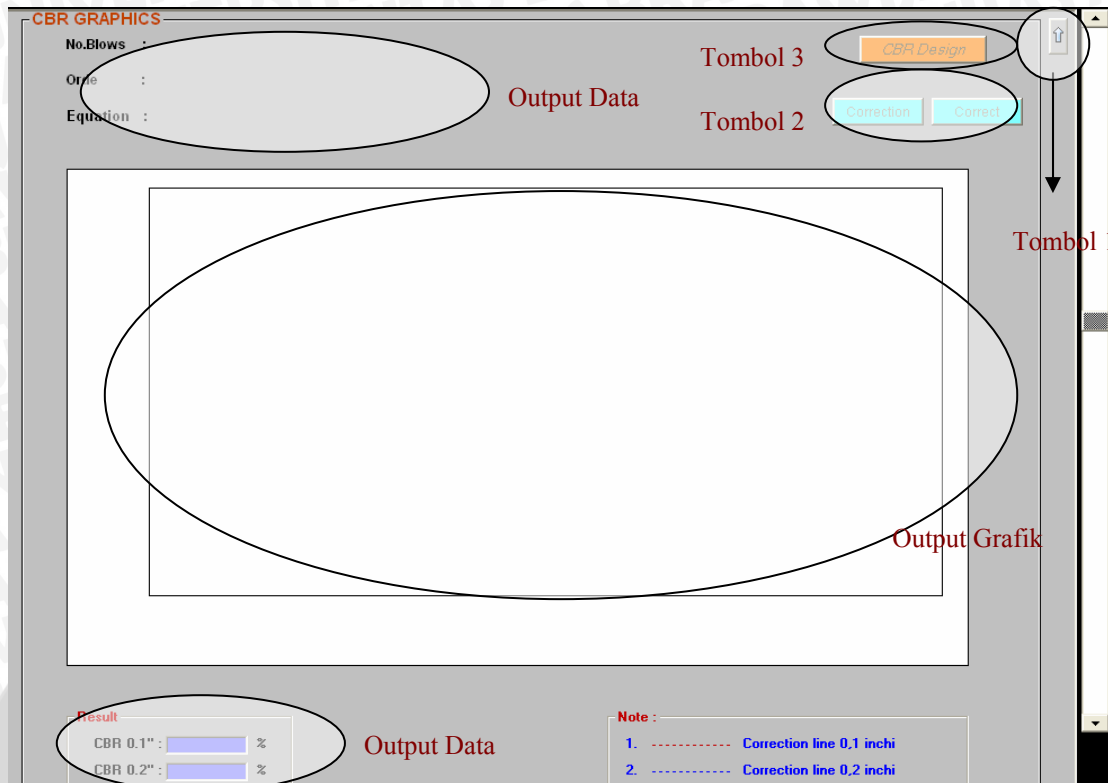 CBR GRAPHICS
No.Blows :
Tombol 3
CBR Design
Orde :
Output Data
Equation :
Tombol 2
Correction
Correct
Tombol 1
Output Grafik
Result
CBR 0.1" : %
CBR 0.2" : %
Output Data
Note :
1. ------------ Correction line 0,1 inchi
2. ------------ Correction line 0,2 inchi